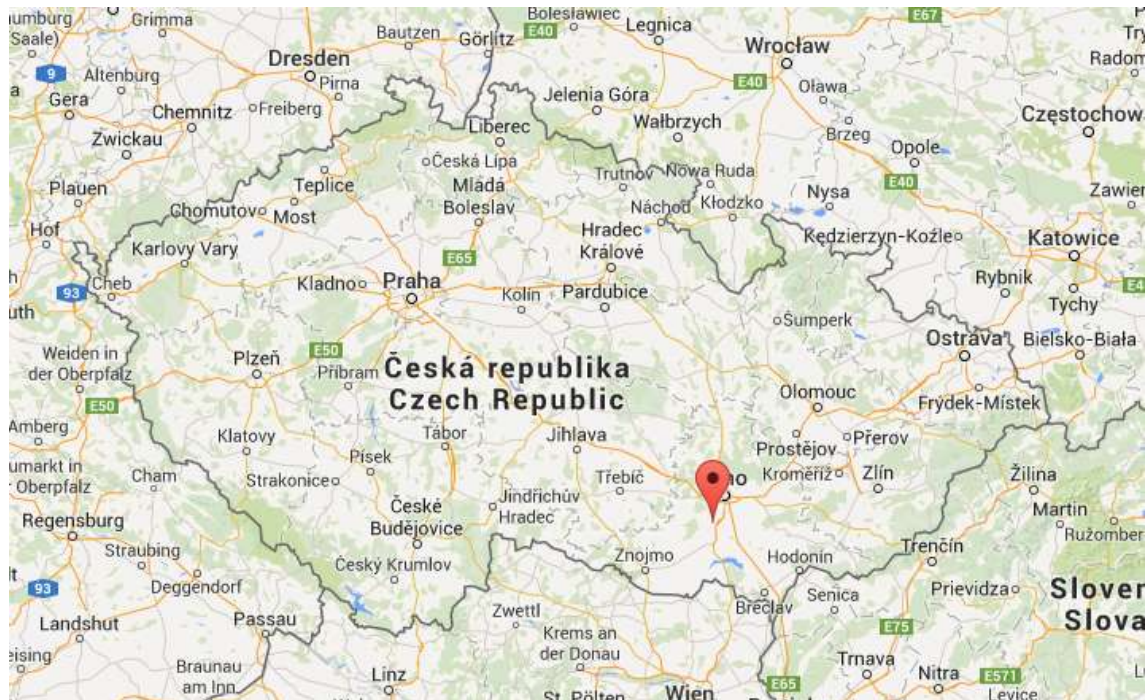 aumburg
(Saale)
Grimma
Bautzen
Görlitz
Bolesławiec
E40
Legnica
E67
Wrocław
Dresden
Pirna
9
Altenburg
Gera
Chemnitz
Freiberg
Zwickau
Jelenia Góra
Wałbrzych
E40
Oława
Brzeg
Radom
Częstochow
Opole
E40
Liberec
Česká Lípa
Plauen
Teplice
Mladá
Boleslav
Trutnov
Nowa Ruda
Nysa
Zawier
Hof
Chomutov
Most
Náchod
Kłodzko
Karlovy Vary
E65
Hradec
Králové
Kędzierzyn-Koźle
Katowice
Cheb
93
Kladno
Praha
Kolín
Pardubice
Rybnik
Tychy
Šumperk
Weiden in
der Oberpfalz
Plzeň
E50
Příbram
Česká republika
Czech Republic
Ostrava
Bielsko-Biała
E50
Amberg
Olomouc
Frýdek-Místek
Klatovy
Tábor
Jihlava
Prostějov
Přerov
umarkt in
Oberpfalz
Cham
Strakonice
Písek
Třebíč
no
Kroměříž
Zlín
Žilina
Regensburg
České
Budějovice
Jindřichův
Hradec
Martin
Ružomber
Straubing
Deggendorf
Český Krumlov
Znojmo
Hodonín
Trenčín
93
Zwettl
Břeclav
Senica
Prievidza
Sloven
Slova
Landshut
Passau
Krems an
der Donau
E75
eising
Braunau
am Inn
Linz
St. Pölten
Wien
E65
Trnava
Nitra
E571
Levice